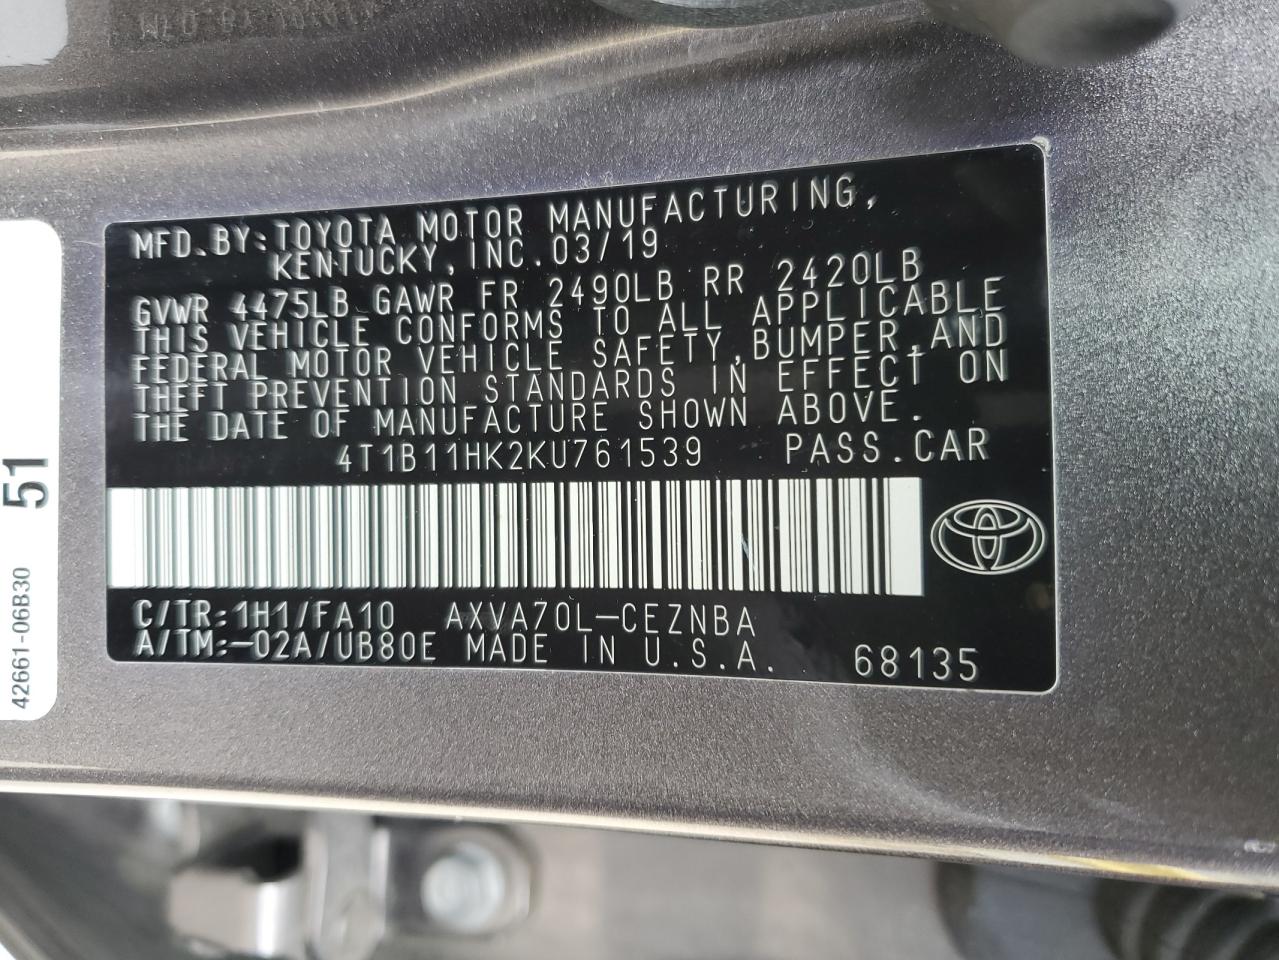 MFD.BY:TOYOTA MOTOR MANUFACTURING,
KENTUCKY,INC.03/19
GVWR 4475LB GAWR FR 2490LB RR 2420LB
THIS VEHICLE CONFORMS TO ALL APPLICABLE
FEDERAL MOTOR VEHICLE SAFETY,BUMPER,AND
THEFT PREVENTION STANDARDS IN EFFECT ON
THE DATE OF MANUFACTURE SHOWN ABOVE.
4T1B11HK2KU761539 PASS.CAR
C/TR:1H1/FA10 AXVA70L-CEZNBA
A/TM:-02A/UB80E MADE IN U.S.A. 68135
51
42661-06B30